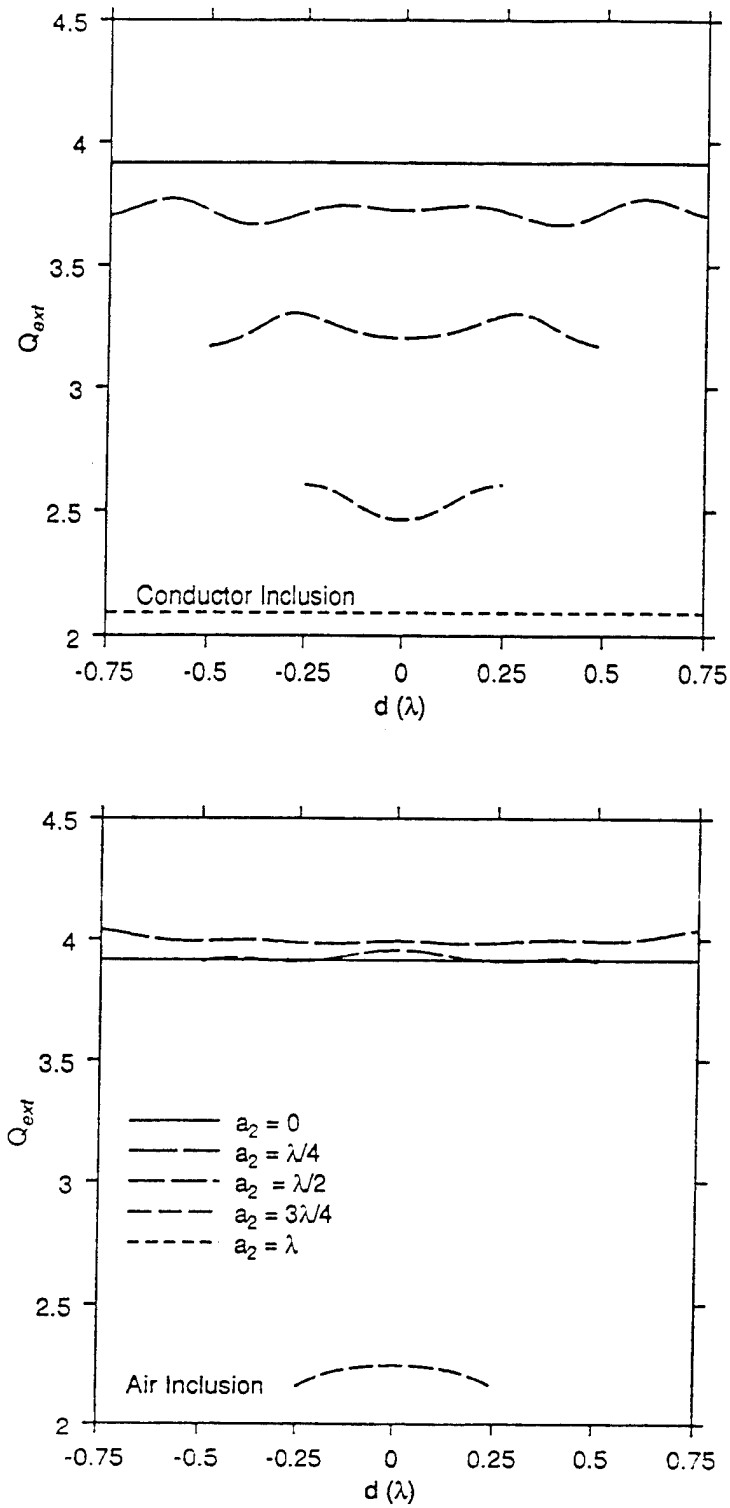 4.5
4
3.5
Q_ext
3
2.5
Conductor Inclusion
2
-0.75 -0.5 -0.25 0 0.25 0.5 0.75
d (λ)
4.5
4
3.5
Q_ext
a₂ = 0
a₂ = λ/4
3
a₂ = λ/2
a₂ = 3λ/4
a₂ = λ
2.5
Air Inclusion
2
-0.75 -0.5 -0.25 0 0.25 0.5 0.75
d (λ)